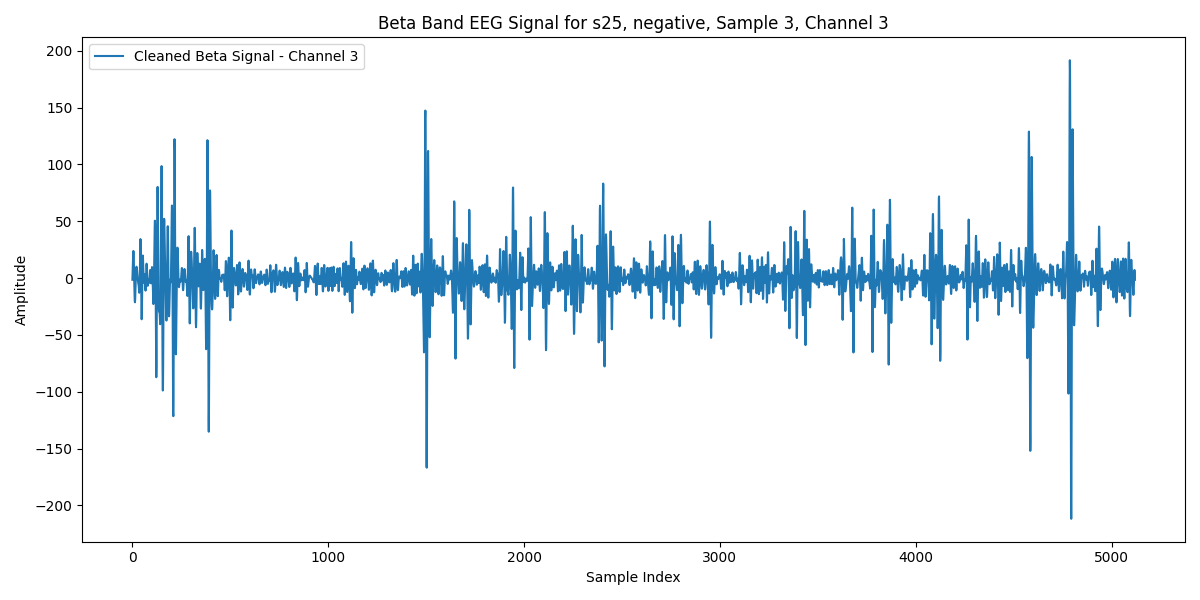 Beta Band EEG Signal for s25, negative, Sample 3, Channel 3
Cleaned Beta Signal - Channel 3
200
150
100
50
0
−50
−100
−150
−200
Amplitude
0 1000 2000 3000 4000 5000
Sample Index